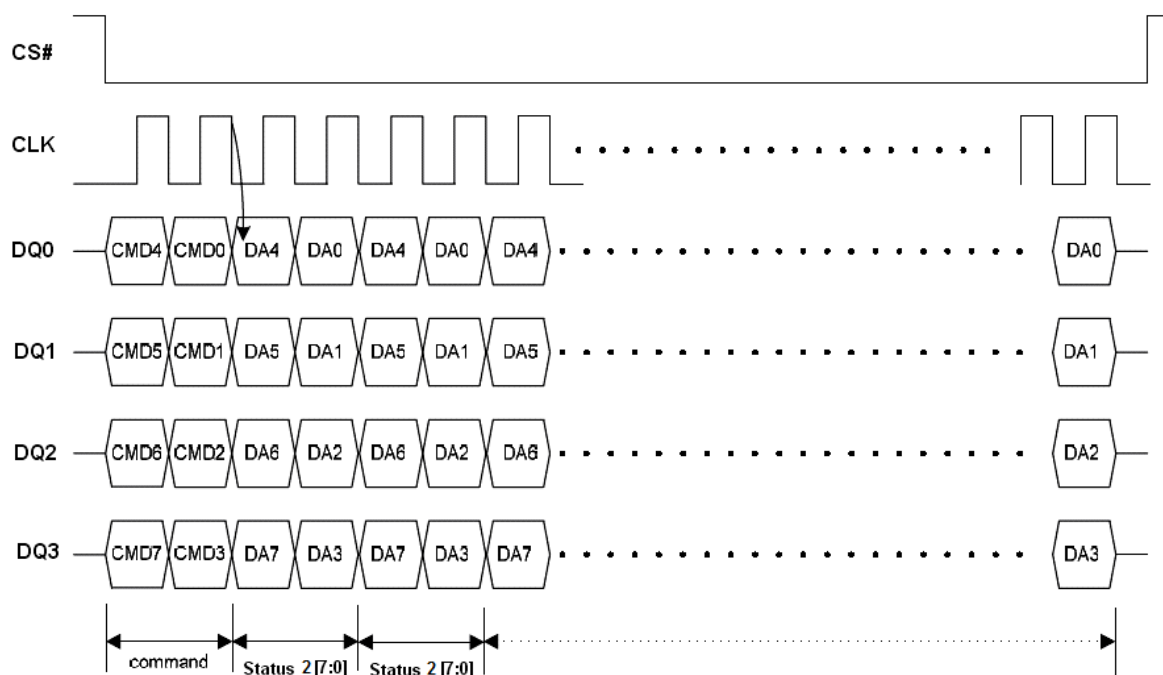 CS#
CLK
DQ0 CMD4 CMD0 DA4 DA0 DA4 DA0 DA4 DA0
DQ1 CMD5 CMD1 DA5 DA1 DA5 DA1 DA5 DA1
DQ2 CMD6 CMD2 DA6 DA2 DA6 DA2 DA6 DA2
DQ3 CMD7 CMD3 DA7 DA3 DA7 DA3 DA7 DA3
command Status 2 [7:0] Status 2 [7:0]